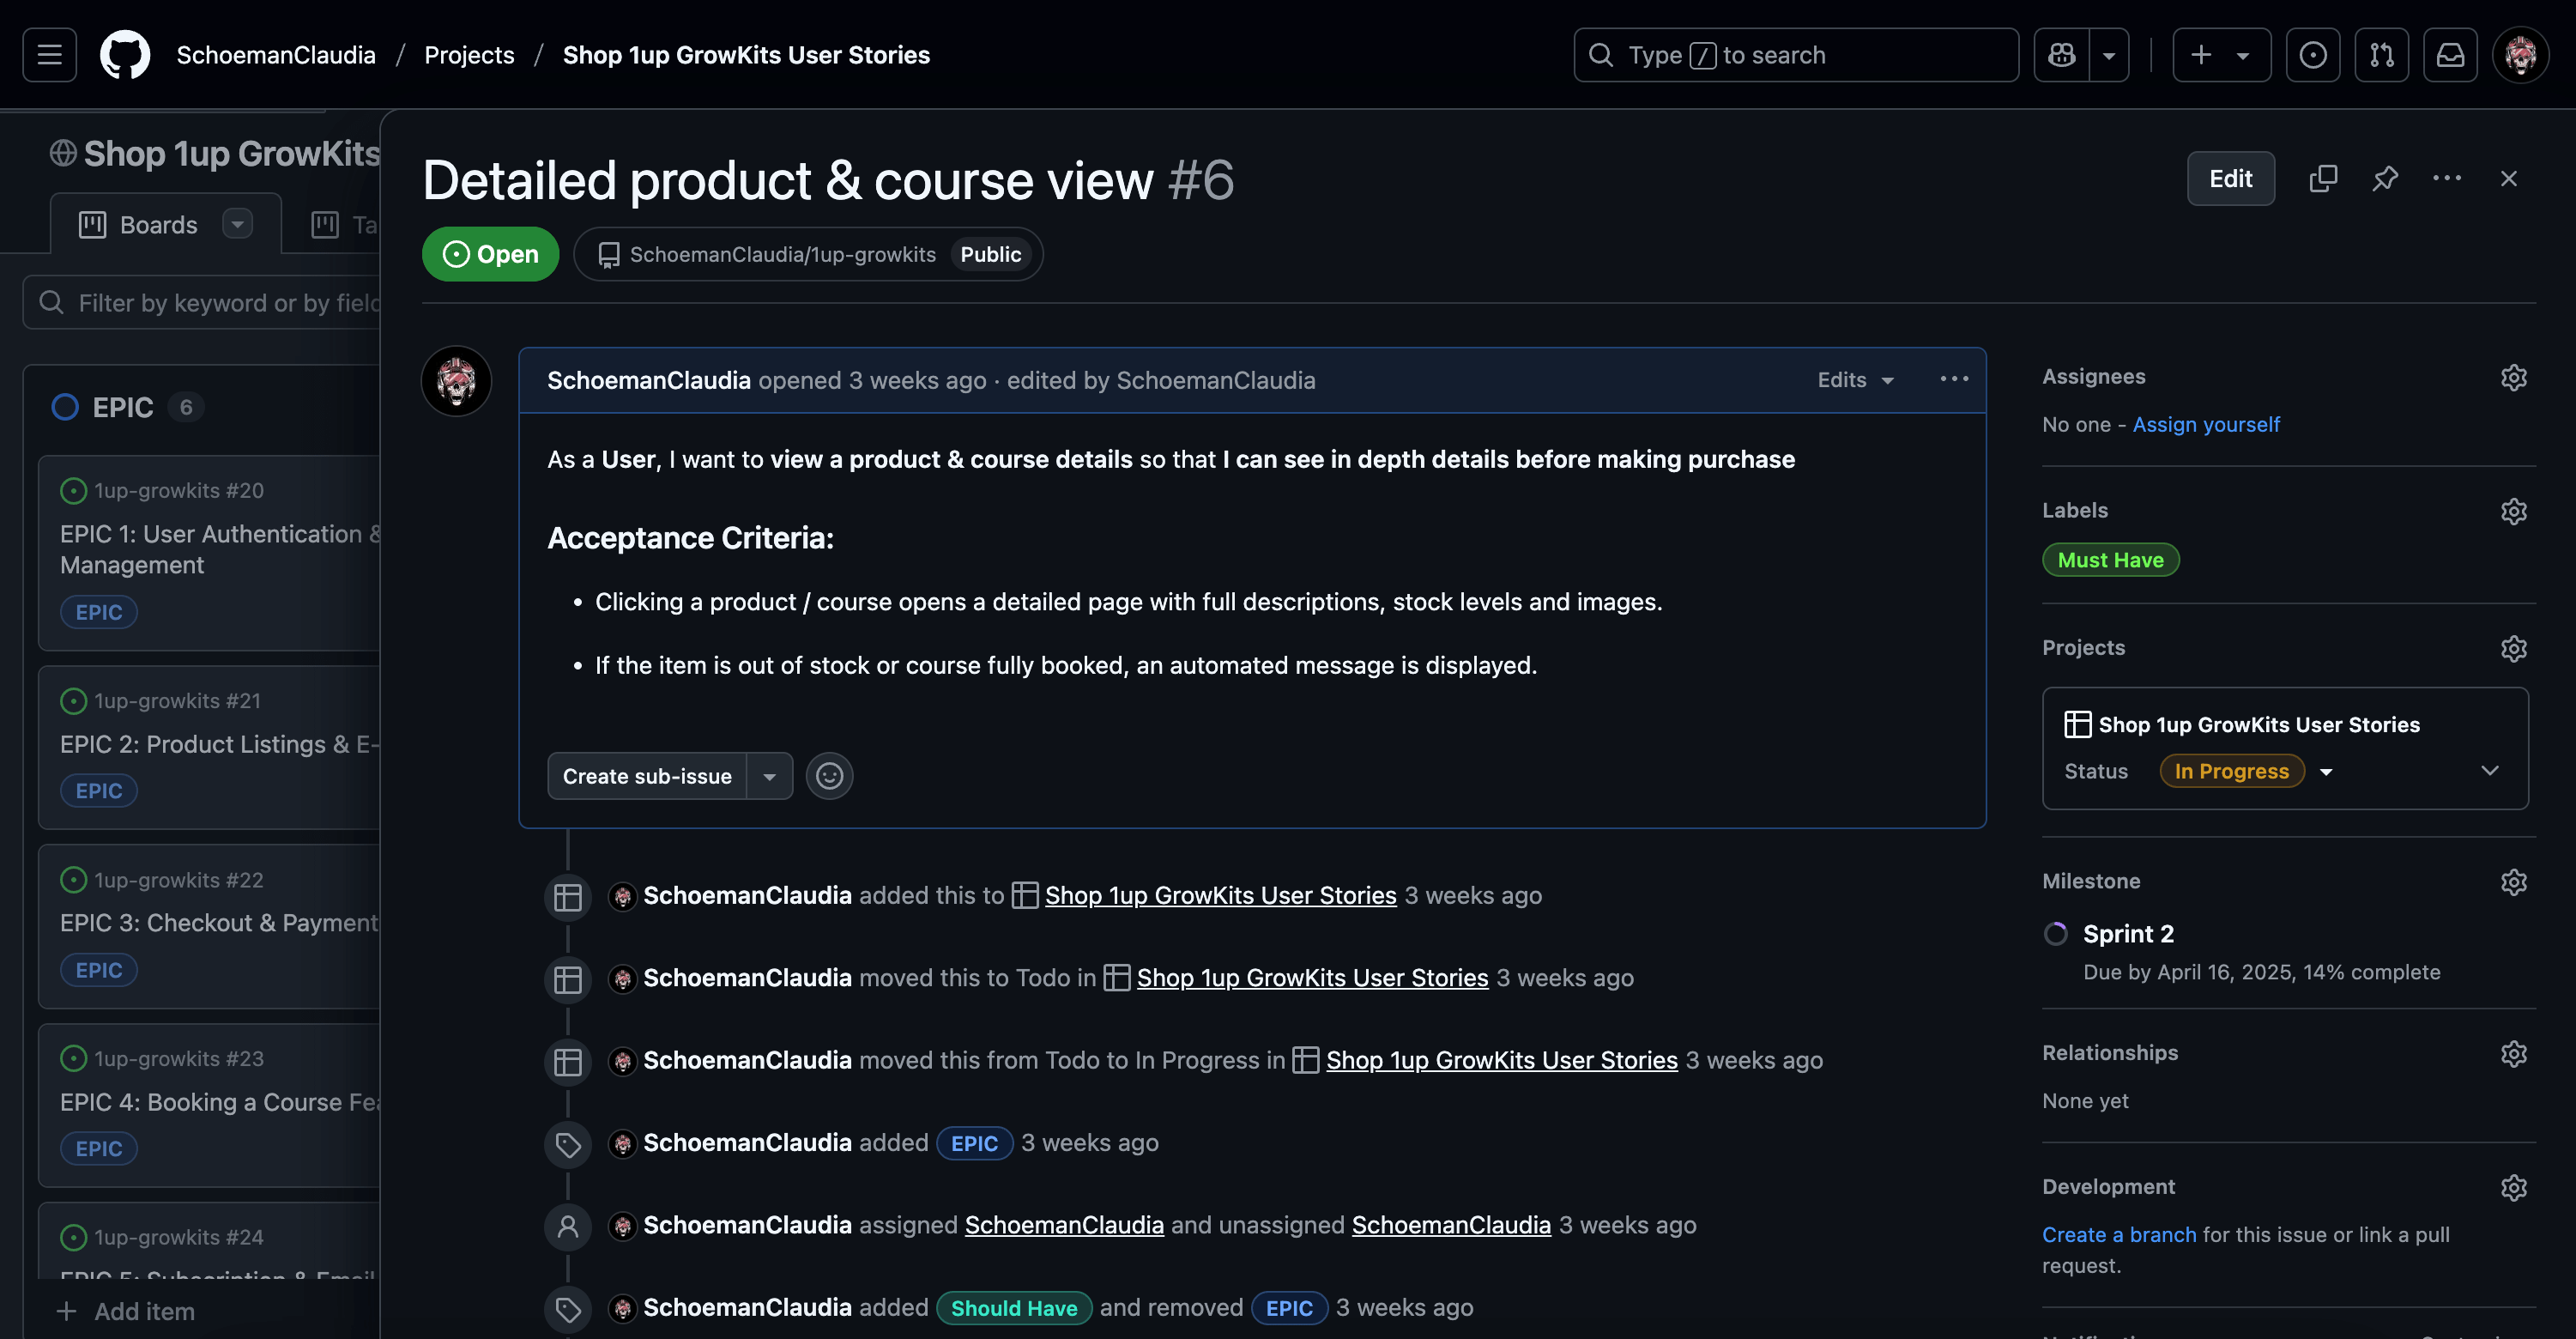 SchoemanClaudia / Projects / Shop 1up GrowKits User Stories
Type / to search
Shop 1up GrowKits
Boards
Ta
Filter by keyword or by field
EPIC 6
1up-growkits #20
EPIC 1: User Authentication &
Management
EPIC
1up-growkits #21
EPIC 2: Product Listings & E-
EPIC
1up-growkits #22
EPIC 3: Checkout & Payment
EPIC
1up-growkits #23
EPIC 4: Booking a Course Fea
EPIC
1up-growkits #24
EPIC 5: Subscription & Email
+ Add item
Detailed product & course view #6
Edit
Open
SchoemanClaudia/1up-growkits Public
SchoemanClaudia opened 3 weeks ago · edited by SchoemanClaudia
Edits
As a User, I want to view a product & course details so that I can see in depth details before making purchase
Acceptance Criteria:
• Clicking a product / course opens a detailed page with full descriptions, stock levels and images.
• If the item is out of stock or course fully booked, an automated message is displayed.
Create sub-issue
SchoemanClaudia added this to Shop 1up GrowKits User Stories 3 weeks ago
SchoemanClaudia moved this to Todo in Shop 1up GrowKits User Stories 3 weeks ago
SchoemanClaudia moved this from Todo to In Progress in Shop 1up GrowKits User Stories 3 weeks ago
SchoemanClaudia added EPIC 3 weeks ago
SchoemanClaudia assigned SchoemanClaudia and unassigned SchoemanClaudia 3 weeks ago
SchoemanClaudia added Should Have and removed EPIC 3 weeks ago
Assignees
No one - Assign yourself
Labels
Must Have
Projects
Shop 1up GrowKits User Stories
Status In Progress
Milestone
Sprint 2
Due by April 16, 2025, 14% complete
Relationships
None yet
Development
Create a branch for this issue or link a pull
request.